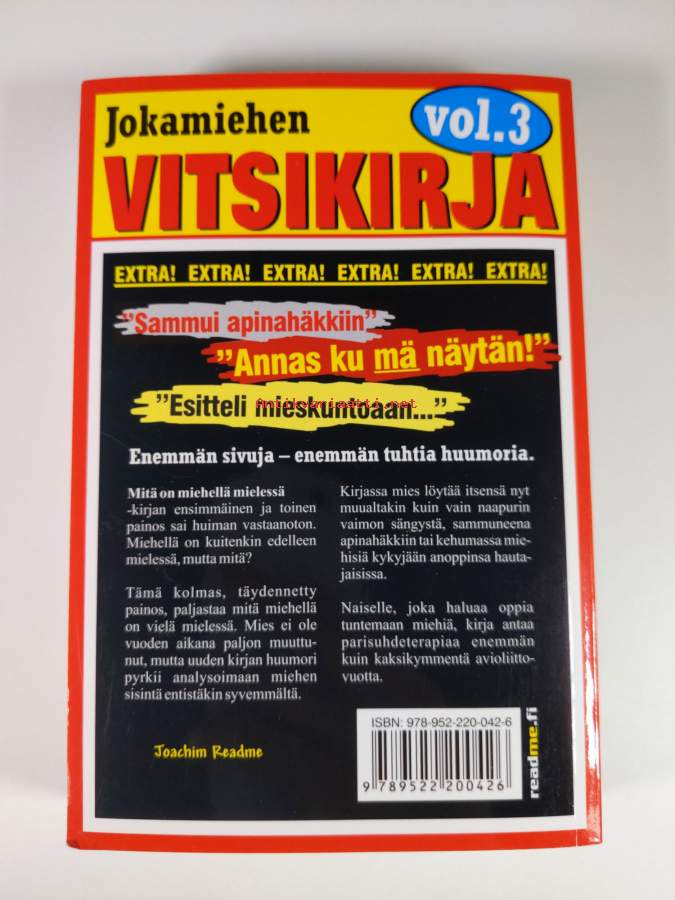 Jokamiehen
vol.3
VITSIKIRJA
EXTRA! EXTRA! EXTRA! EXTRA! EXTRA! EXTRA!
"Sammui apinahäkkiin"
"Annas ku mä näytän!"
"Esitteli mieskuntoaan..."
Antikvariaatti.net
Enemmän sivuja – enemmän tuhtia huumoria.
Mitä on miehellä mielessä
-kirjan ensimmäinen ja toinen
painos sai huiman vastaanoton.
Miehellä on kuitenkin edelleen
mielessä, mutta mitä?
Tämä kolmas, täydennetty
painos, paljastaa mitä miehellä
on vielä mielessä. Mies ei ole
vuoden aikana paljon muuttu-
nut, mutta uuden kirjan huumori
pyrkii analysoimaan miehen
sisintä entistäkin syvemmältä.
Joachim Readme
Kirjassa mies löytää itsensä nyt
muualtakin kuin vain naapurin
vaimon sängystä, sammuneena
apinahäkkiin tai kehumassa mie-
hisiä kykyjään anoppinsa hauta-
jaisissa.
Naiselle, joka haluaa oppia
tuntemaan miehiä, kirja antaa
parisuhdeterapiaa enemmän
kuin kaksikymmentä avioliitto-
vuotta.
ISBN: 978-952-220-042-6
9 789522 200426
readme.fi